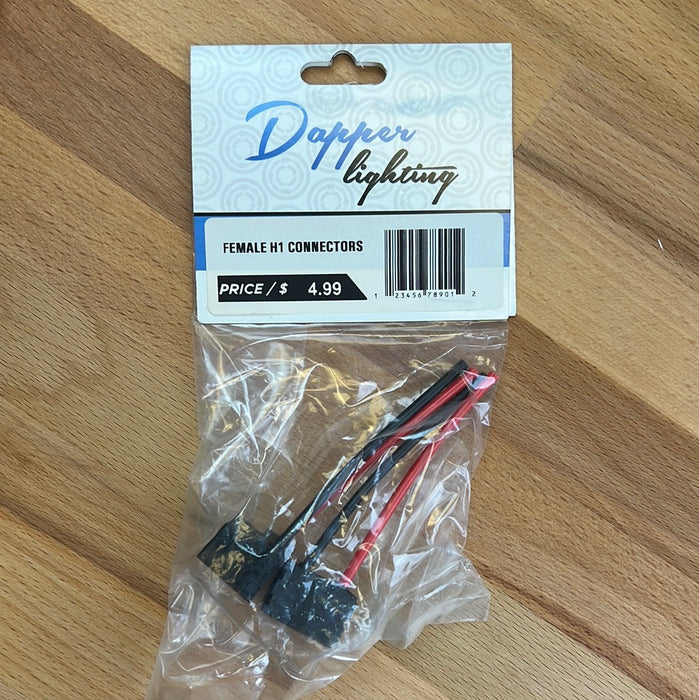 Dapper
lighting
FEMALE H1 CONNECTORS
PRICE / $ 4.99
1 23456 78901 2